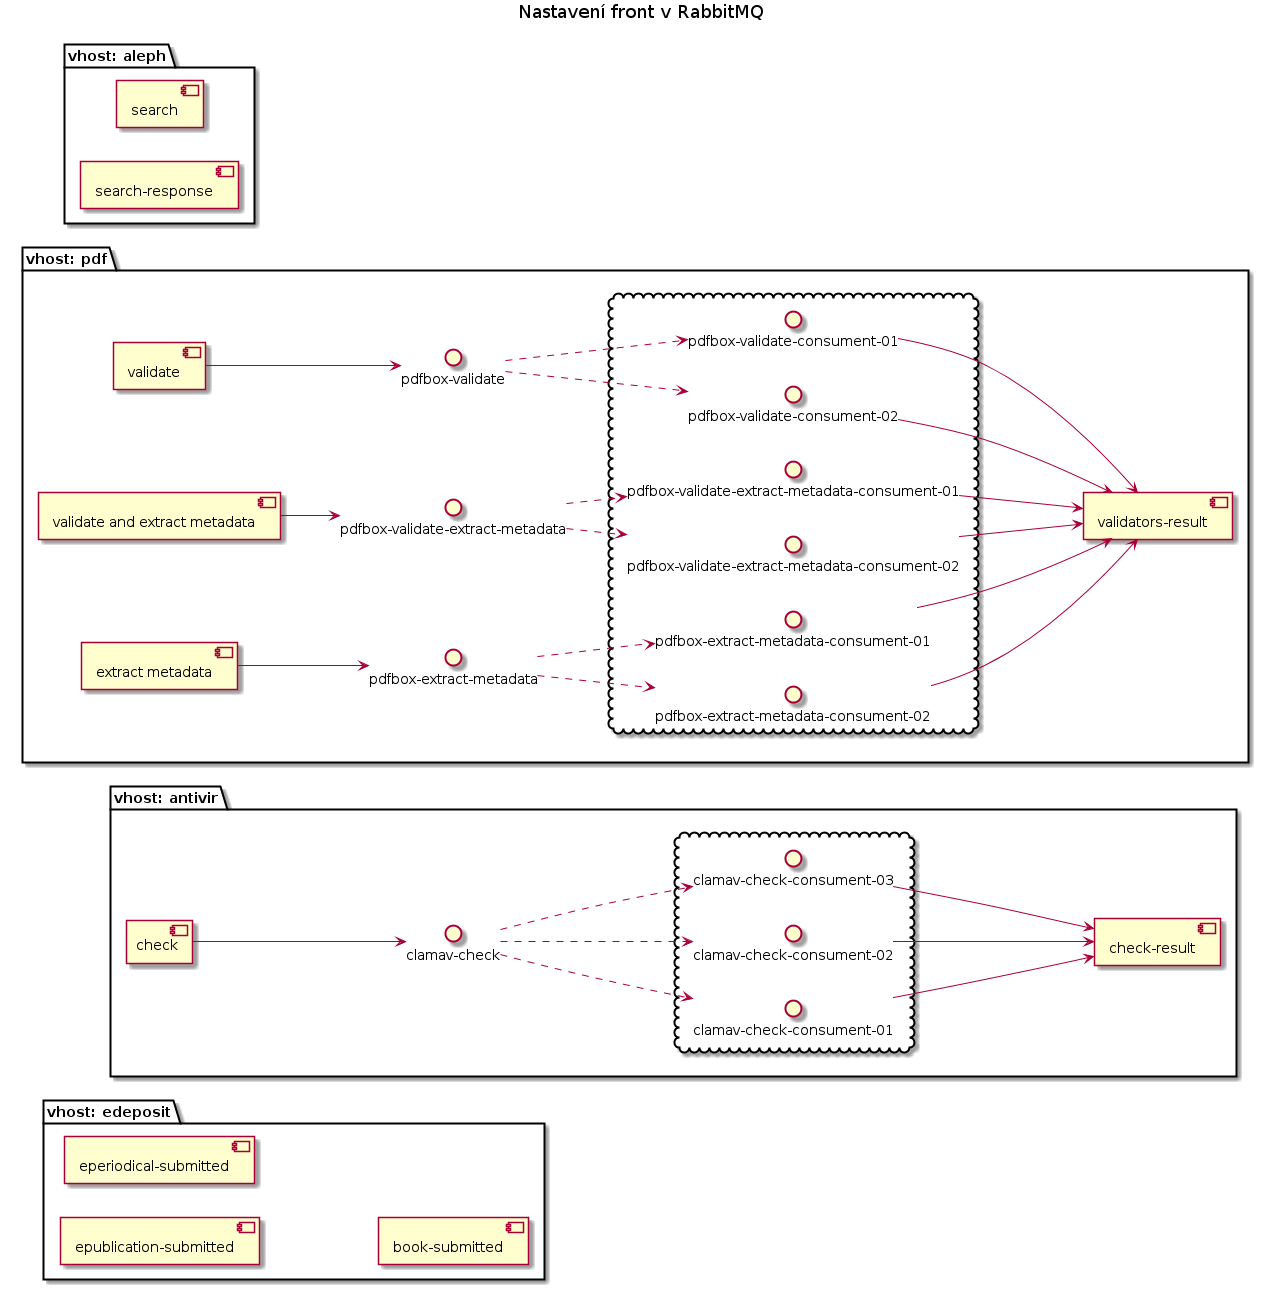 Nastavení front v RabbitMQ
vhost: aleph
search
search-response
vhost: pdf
validate
pdfbox-validate
pdfbox-validate-consument-01
pdfbox-validate-consument-02
validate and extract metadata
pdfbox-validate-extract-metadata
pdfbox-validate-extract-metadata-consument-01
pdfbox-validate-extract-metadata-consument-02
validators-result
extract metadata
pdfbox-extract-metadata
pdfbox-extract-metadata-consument-01
pdfbox-extract-metadata-consument-02
vhost: antivir
check
clamav-check
clamav-check-consument-03
clamav-check-consument-02
clamav-check-consument-01
check-result
vhost: edeposit
eperiodical-submitted
epublication-submitted
book-submitted